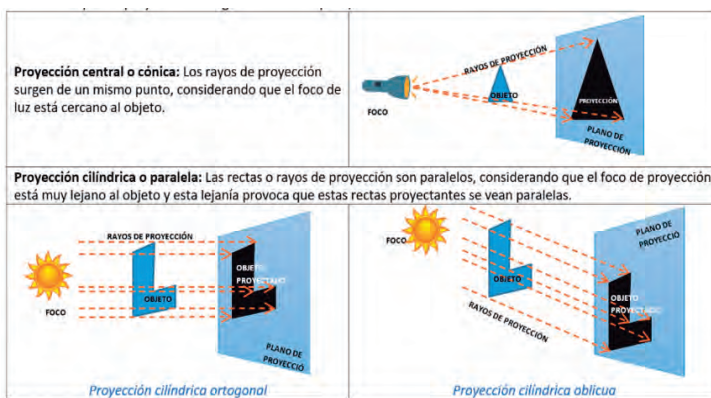 Proyección central o cónica: Los rayos de proyección
surgen de un mismo punto, considerando que el foco de
luz está cercano al objeto.
RAYOS DE PROYECCIÓN
FOCO
OBJETO
PROYECCIÓN
PLANO DE
PROYECCIÓN
Proyección cilíndrica o paralela: Las rectas o rayos de proyección son paralelos, considerando que el foco de proyección
está muy lejano al objeto y esta lejanía provoca que estas rectas proyectantes se vean paralelas.
RAYOS DE PROYECCIÓN
OBJETO
PROYECTADO
OBJETO
FOCO
PLANO DE
PROYECCIÓ
Proyección cilíndrica ortogonal
FOCO
PLANO DE
PROYECCIÓ
OBJETO
OBJETO
PROYECTADO
RAYOS DE PROYECCIÓN
Proyección cilíndrica oblicua